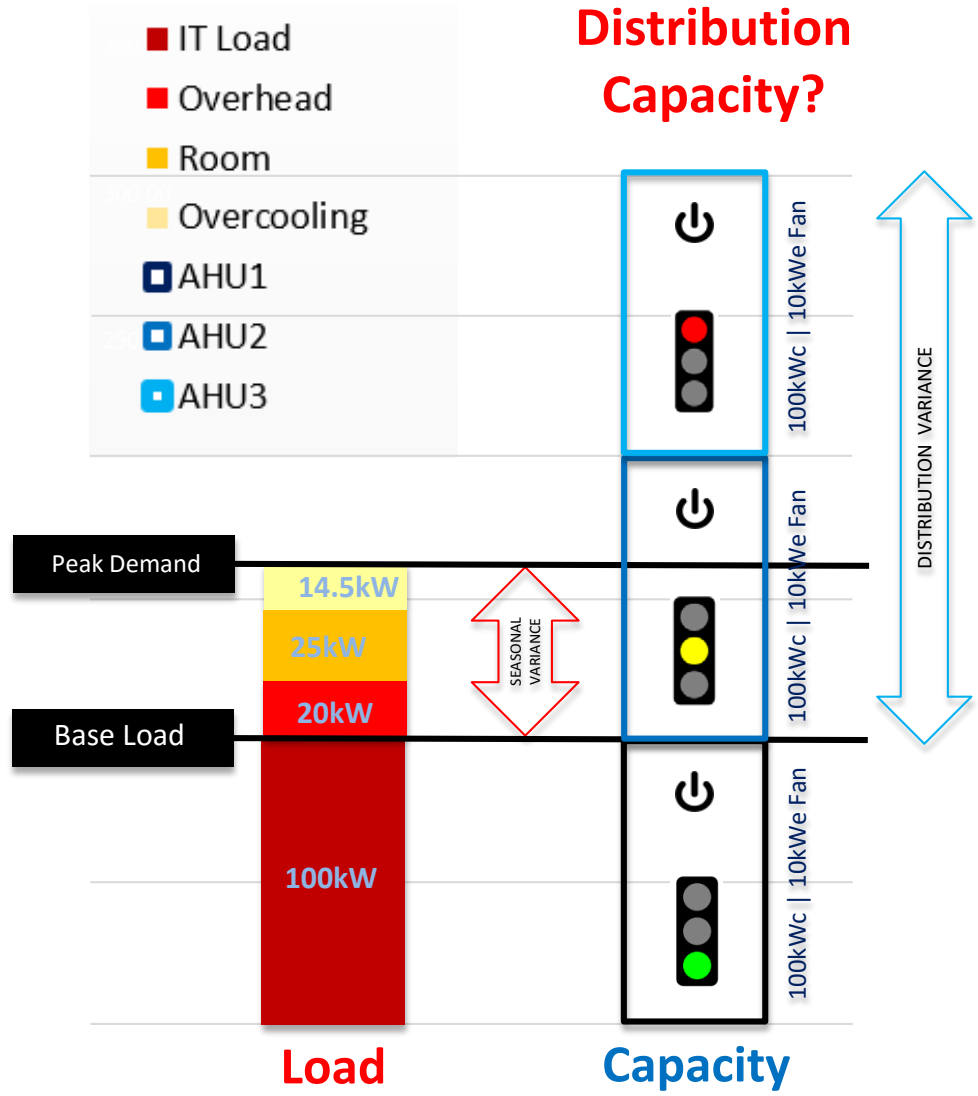 Distribution
Capacity?
IT Load
Overhead
Room
Overcooling
AHU1
AHU2
AHU3
100kWc | 10kWe Fan
100kWc | 10kWe Fan
100kWc | 10kWe Fan
DISTRIBUTION VARIANCE
Peak Demand
14.5kW
25kW
SEASONAL
VARIANCE
20kW
Base Load
100kW
Load
Capacity